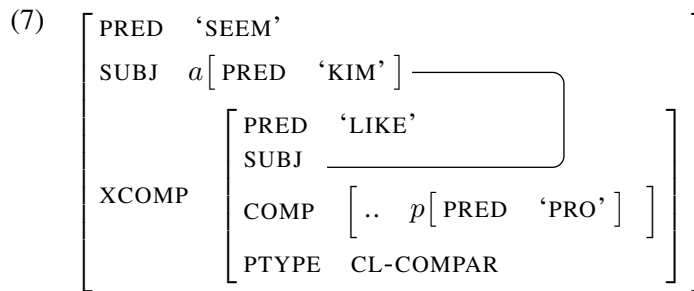 (7)
PRED ‘SEEM’
SUBJ a[ PRED ‘KIM’ ]
PRED ‘LIKE’
SUBJ
XCOMP
COMP [ .. p[ PRED ‘PRO’ ] ]
PTYPE CL-COMPAR